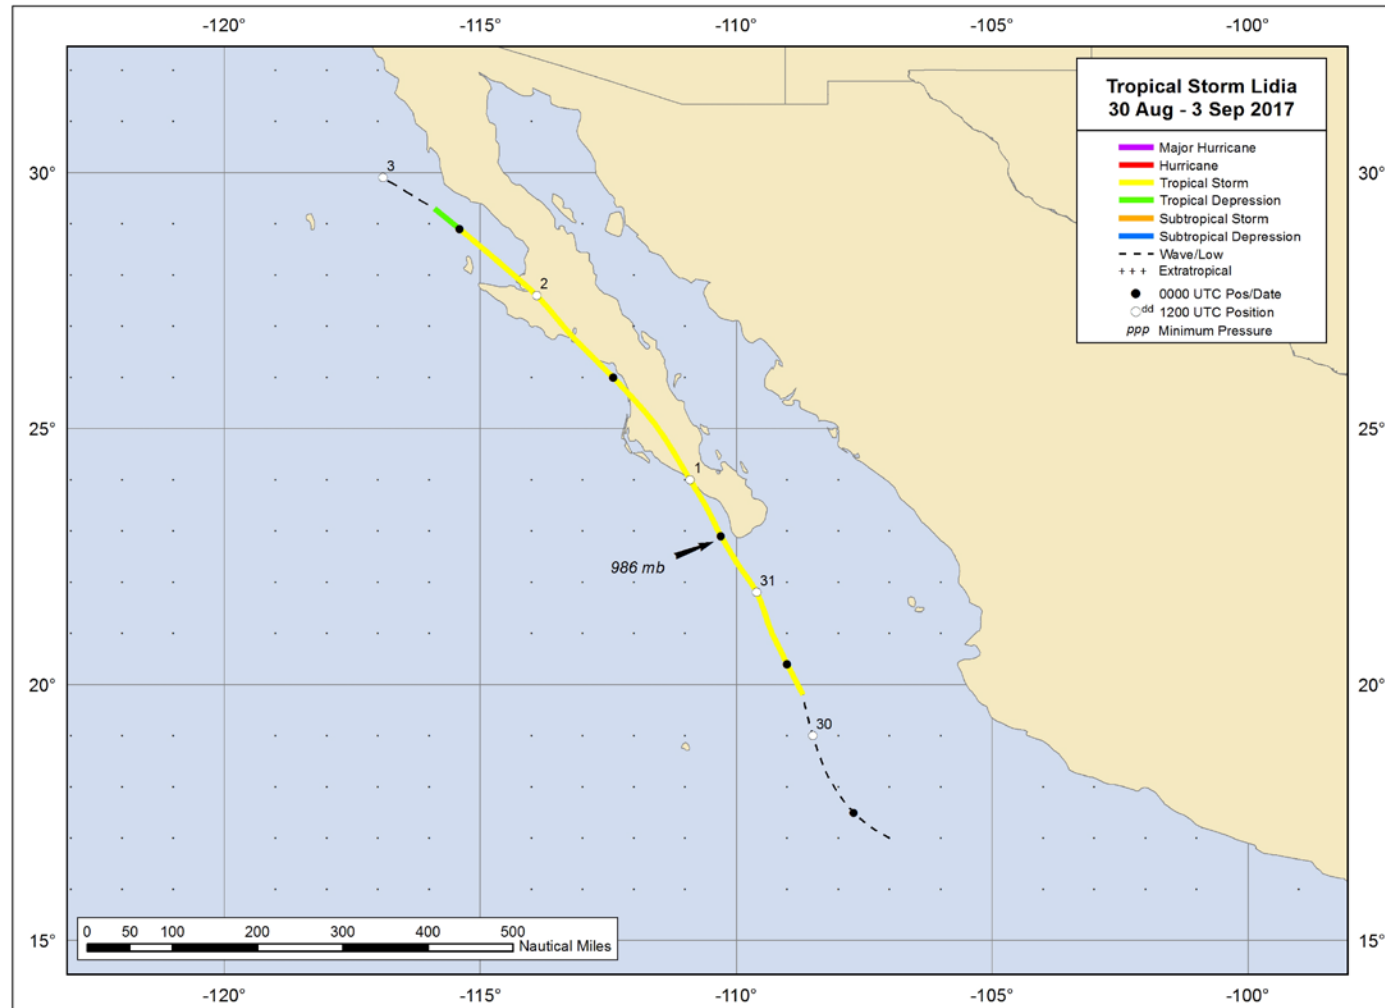 -120° -115° -110° -105° -100°
Tropical Storm Lidia
30 Aug - 3 Sep 2017
Major Hurricane
Hurricane
Tropical Storm
Tropical Depression
Subtropical Storm
Subtropical Depression
Wave/Low
+++ Extratropical
0000 UTC Pos/Date
dd 1200 UTC Position
ppp Minimum Pressure
30° 30°
3
2
25° 25°
1
986 mb
31
20° 20°
30
0 50 100 200 300 400 500
Nautical Miles
15° 15°
-120° -115° -110° -105° -100°